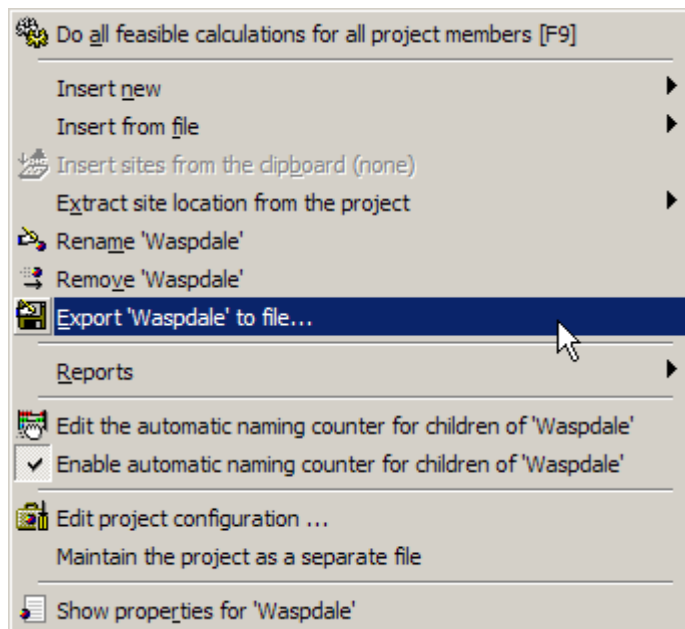 Do all feasible calculations for all project members [F9]
Insert new
Insert from file
Insert sites from the clipboard (none)
Extract site location from the project
Rename 'Waspdale'
Remove 'Waspdale'
Export 'Waspdale' to file...
Reports
Edit the automatic naming counter for children of 'Waspdale'
Enable automatic naming counter for children of 'Waspdale'
Edit project configuration ...
Maintain the project as a separate file
Show properties for 'Waspdale'